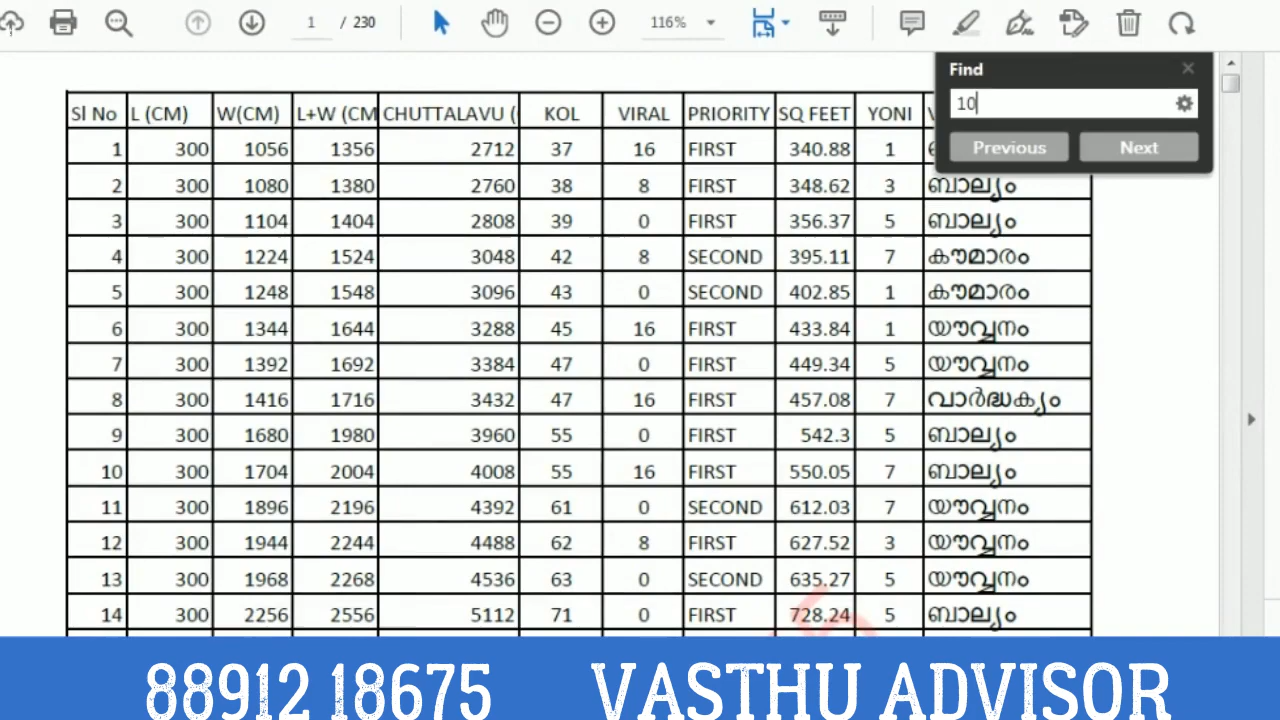 1 / 230 116%
Find
10
Previous Next
Sl No L (CM) W(CM) L+W (CM CHUTTALAVU ( KOL VIRAL PRIORITY SQ FEET YONI
1 300 1056 1356 2712 37 16 FIRST 340.88 1
2 300 1080 1380 2760 38 8 FIRST 348.62 3 ബാല്യം
3 300 1104 1404 2808 39 0 FIRST 356.37 5 ബാല്യം
4 300 1224 1524 3048 42 8 SECOND 395.11 7 കൗമാരം
5 300 1248 1548 3096 43 0 SECOND 402.85 1 കൗമാരം
6 300 1344 1644 3288 45 16 FIRST 433.84 1 യൗവ്വനം
7 300 1392 1692 3384 47 0 FIRST 449.34 5 യൗവ്വനം
8 300 1416 1716 3432 47 16 FIRST 457.08 7 വാർദ്ധക്യം
9 300 1680 1980 3960 55 0 FIRST 542.3 5 ബാല്യം
10 300 1704 2004 4008 55 16 FIRST 550.05 7 ബാല്യം
11 300 1896 2196 4392 61 0 SECOND 612.03 7 യൗവ്വനം
12 300 1944 2244 4488 62 8 FIRST 627.52 3 യൗവ്വനം
13 300 1968 2268 4536 63 0 SECOND 635.27 5 യൗവ്വനം
14 300 2256 2556 5112 71 0 FIRST 728.24 5 ബാല്യം
88912 18675 VASTHU ADVISOR